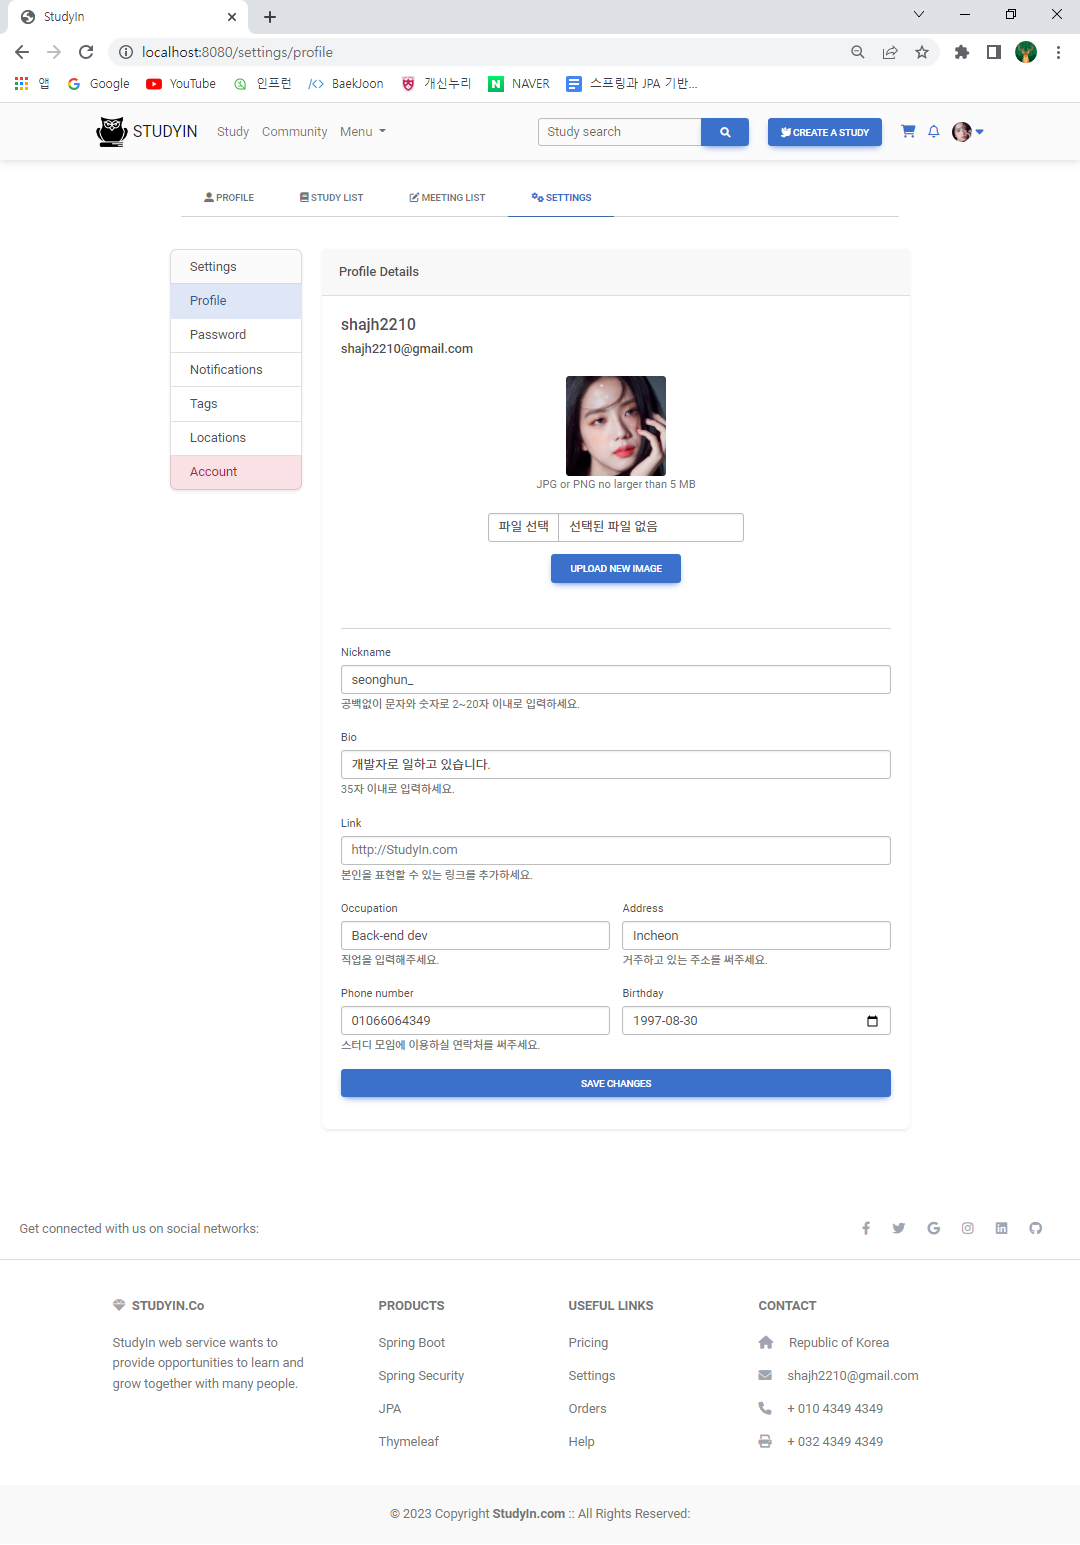 StudyIn
localhost:8080/settings/profile
앱 Google YouTube 인프런 </> BaekJoon 개신누리 NAVER 스프링과 JPA 기반...
STUDYIN Study Community Menu Study search CREATE A STUDY
PROFILE STUDY LIST MEETING LIST SETTINGS
Settings
Profile
Password
Notifications
Tags
Locations
Account
Profile Details
shajh2210
shajh2210@gmail.com
JPG or PNG no larger than 5 MB
파일 선택 선택된 파일 없음
UPLOAD NEW IMAGE
Nickname
seonghun_
공백없이 문자와 숫자로 2~20자 이내로 입력하세요.
Bio
개발자로 일하고 있습니다.
35자 이내로 입력하세요.
Link
http://StudyIn.com
본인을 표현할 수 있는 링크를 추가하세요.
Occupation Address
Back-end dev Incheon
직업을 입력해주세요. 거주하고 있는 주소를 써주세요.
Phone number Birthday
01066064349 1997-08-30
스터디 모임에 이용하실 연락처를 써주세요.
SAVE CHANGES
Get connected with us on social networks:
STUDYIN.Co PRODUCTS USEFUL LINKS CONTACT
StudyIn web service wants to
provide opportunities to learn and
grow together with many people.
Spring Boot
Spring Security
JPA
Thymeleaf
Pricing
Settings
Orders
Help
Republic of Korea
shajh2210@gmail.com
+ 010 4349 4349
+ 032 4349 4349
© 2023 Copyright StudyIn.com :: All Rights Reserved: